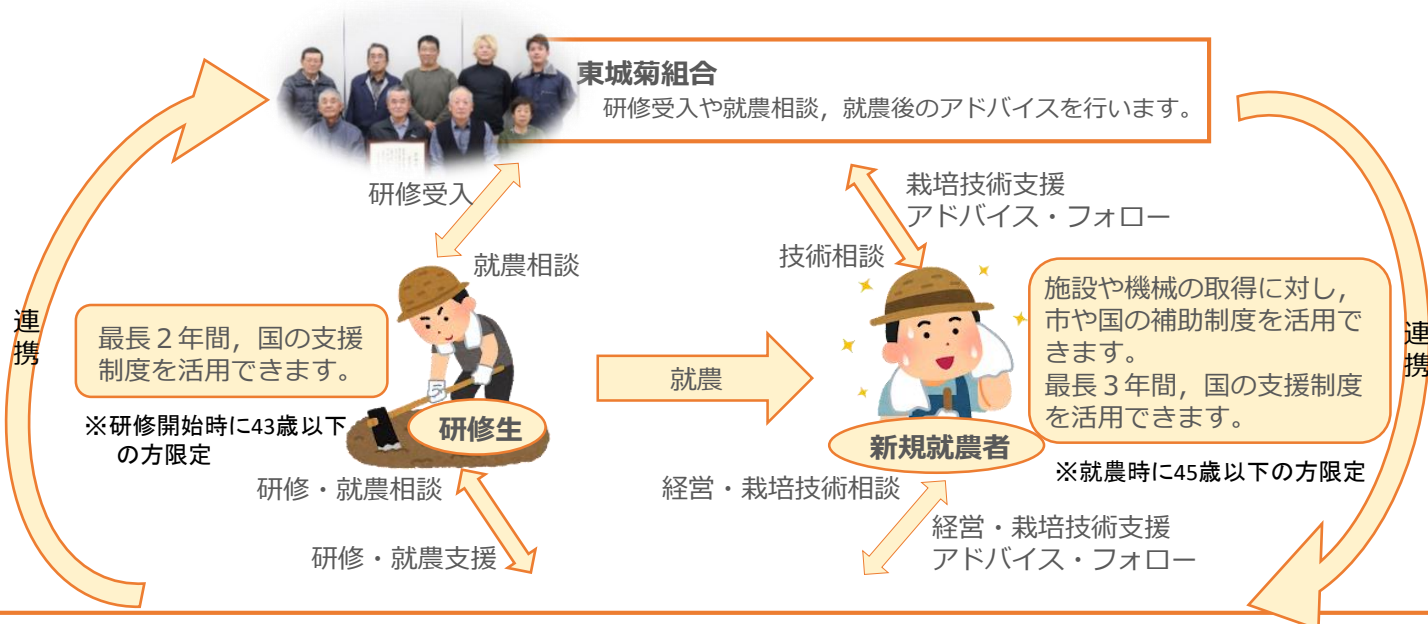 東城菊組合
研修受入や就農相談，就農後のアドバイスを行います。
研修受入
就農相談
栽培技術支援
アドバイス・フォロー
技術相談
連携
最長２年間，国の支援
制度を活用できます。
※研修開始時に43歳以下
の方限定
研修生
就農
新規就農者
施設や機械の取得に対し，
市や国の補助制度を活用で
きます。
最長３年間，国の支援制度
を活用できます。
※就農時に45歳以下の方限定
連携
研修・就農相談
研修・就農支援
経営・栽培技術相談
経営・栽培技術支援
アドバイス・フォロー